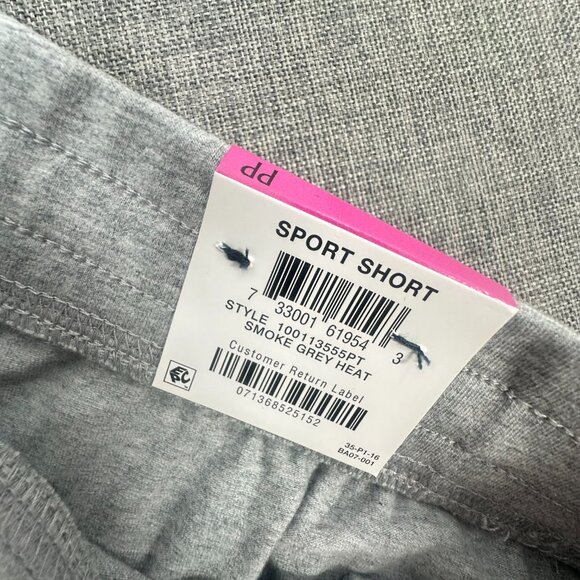 PP
SPORT SHORT
7 33001 61954 3
STYLE 100113555PT
SMOKE GREY HEAT
Customer Return Label
071368525152
35-P1-16
BA07-001